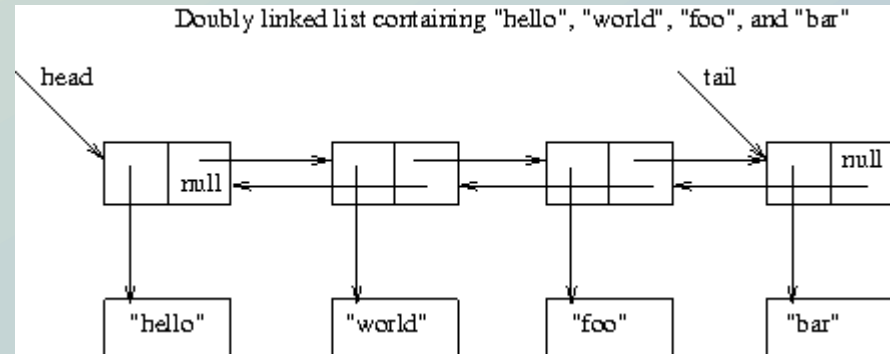 Doubly linked list containing "hello", "world", "foo", and "bar"
head
tail
null
null
"hello"
"world"
"foo"
"bar"